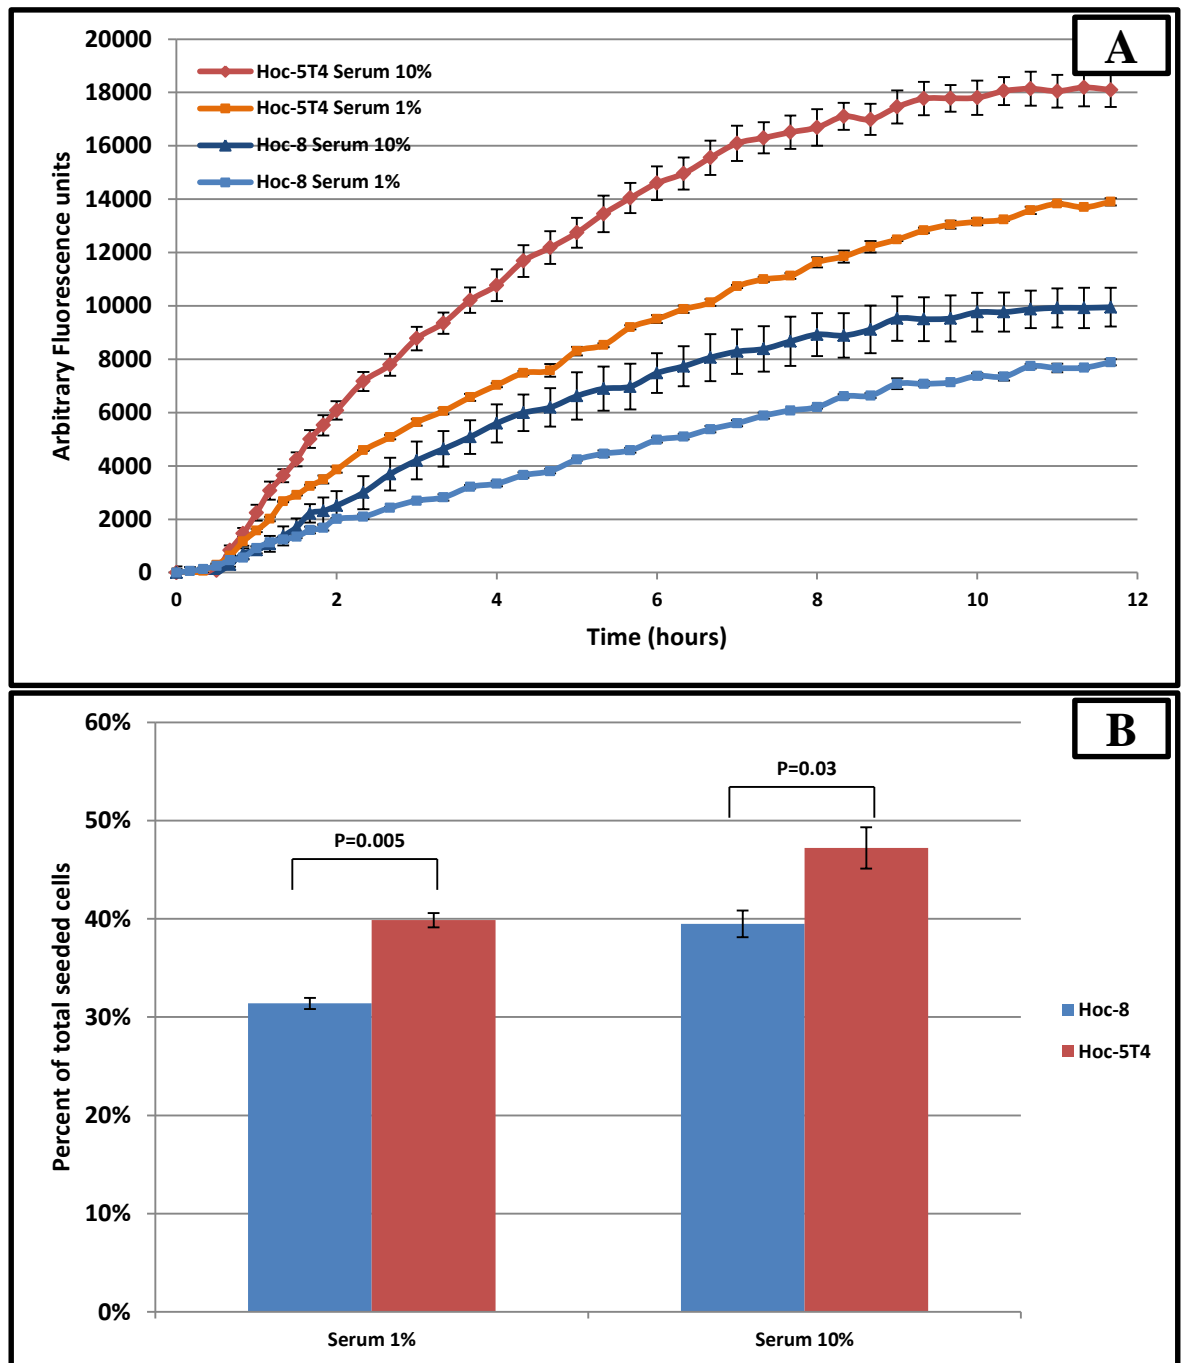 A
20000
18000
16000
14000
12000
10000
8000
6000
4000
2000
0
Arbitrary Fluorescence units
Hoc-5T4 Serum 10%
Hoc-5T4 Serum 1%
Hoc-8 Serum 10%
Hoc-8 Serum 1%
0 2 4 6 8 10 12
Time (hours)
B
60%
50%
40%
30%
20%
10%
0%
Percent of total seeded cells
P=0.005
P=0.03
Hoc-8
Hoc-5T4
Serum 1% Serum 10%